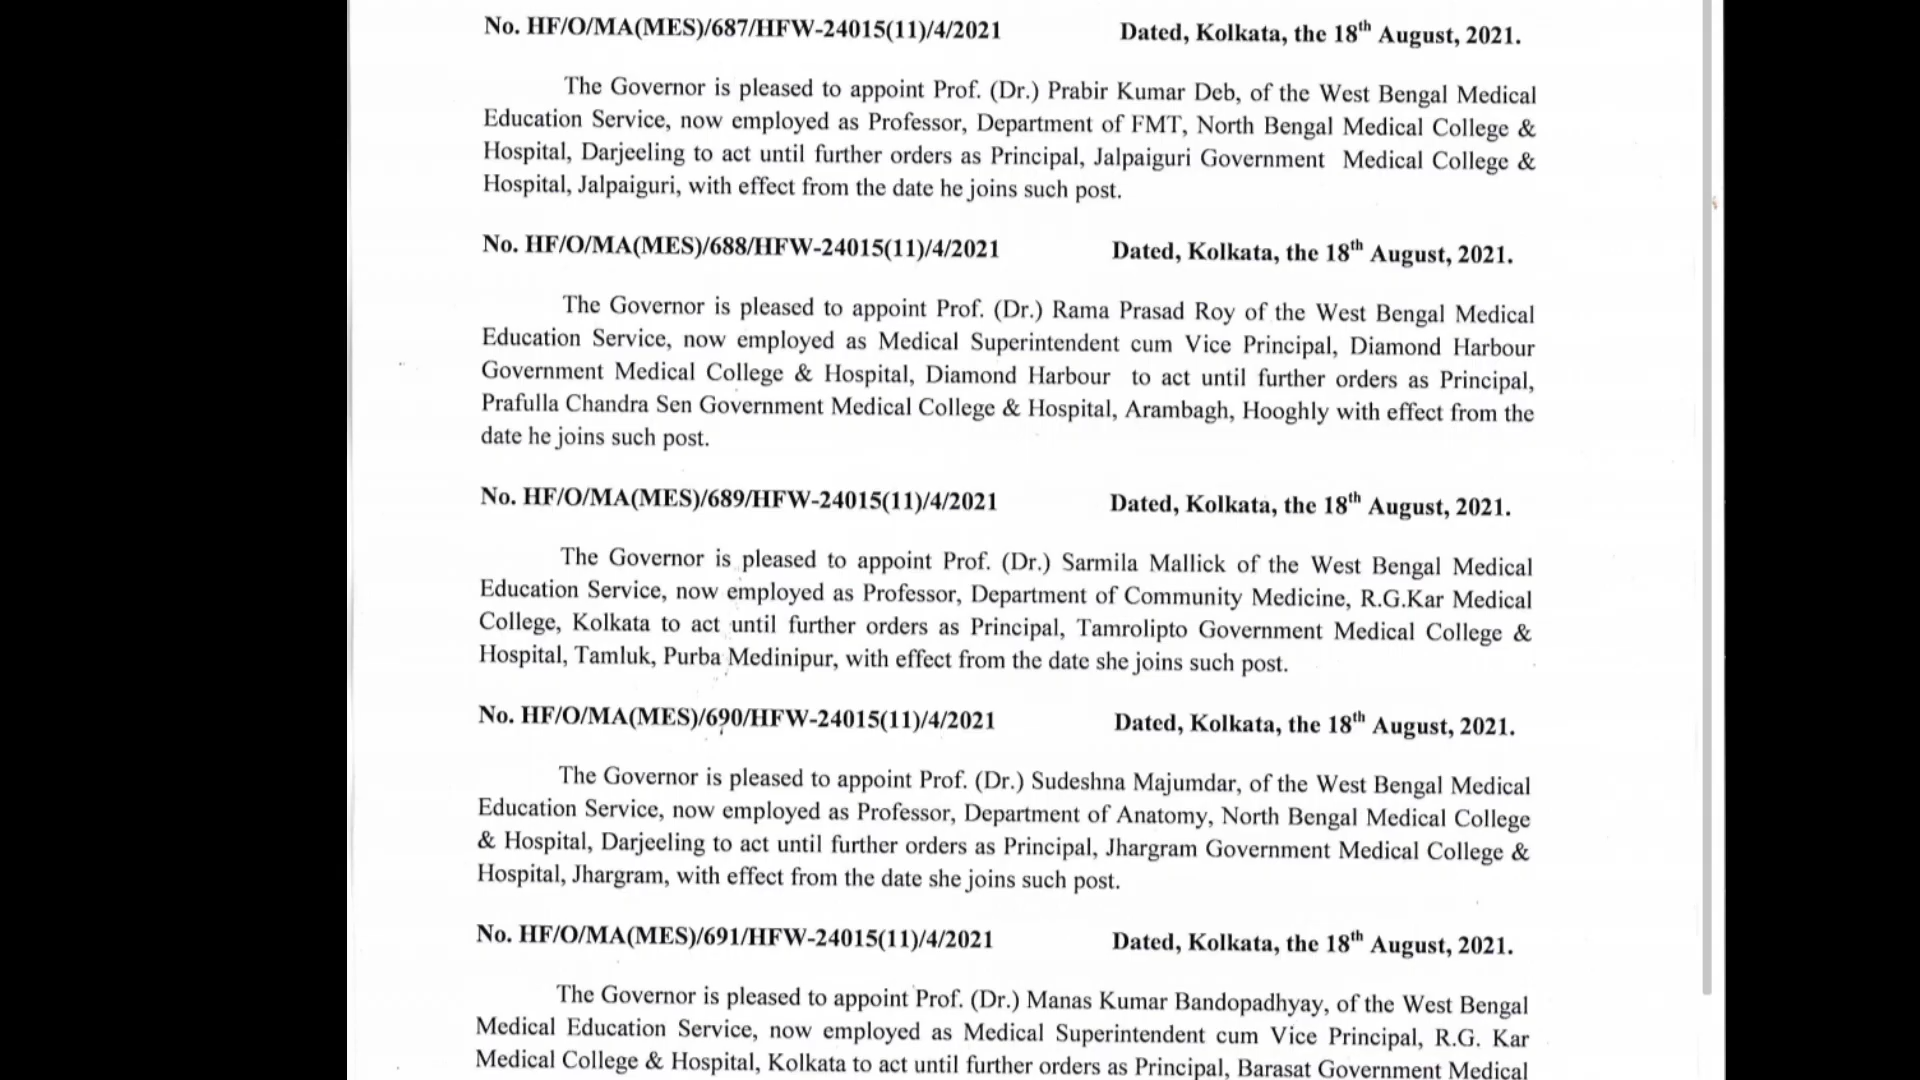 No. HF/O/MA(MES)/687/HFW-24015(11)/4/2021 Dated, Kolkata, the 18th August, 2021.
The Governor is pleased to appoint Prof. (Dr.) Prabir Kumar Deb, of the West Bengal Medical
Education Service, now employed as Professor, Department of FMT, North Bengal Medical College &
Hospital, Darjeeling to act until further orders as Principal, Jalpaiguri Government Medical College &
Hospital, Jalpaiguri, with effect from the date he joins such post.
No. HF/O/MA(MES)/688/HFW-24015(11)/4/2021 Dated, Kolkata, the 18th August, 2021.
The Governor is pleased to appoint Prof. (Dr.) Rama Prasad Roy of the West Bengal Medical
Education Service, now employed as Medical Superintendent cum Vice Principal, Diamond Harbour
Government Medical College & Hospital, Diamond Harbour to act until further orders as Principal,
Prafulla Chandra Sen Government Medical College & Hospital, Arambagh, Hooghly with effect from the
date he joins such post.
No. HF/O/MA(MES)/689/HFW-24015(11)/4/2021 Dated, Kolkata, the 18th August, 2021.
The Governor is pleased to appoint Prof. (Dr.) Sarmila Mallick of the West Bengal Medical
Education Service, now employed as Professor, Department of Community Medicine, R.G.Kar Medical
College, Kolkata to act until further orders as Principal, Tamrolipto Government Medical College &
Hospital, Tamluk, Purba Medinipur, with effect from the date she joins such post.
No. HF/O/MA(MES)/690/HFW-24015(11)/4/2021 Dated, Kolkata, the 18th August, 2021.
The Governor is pleased to appoint Prof. (Dr.) Sudeshna Majumdar, of the West Bengal Medical
Education Service, now employed as Professor, Department of Anatomy, North Bengal Medical College
& Hospital, Darjeeling to act until further orders as Principal, Jhargram Government Medical College &
Hospital, Jhargram, with effect from the date she joins such post.
No. HF/O/MA(MES)/691/HFW-24015(11)/4/2021 Dated, Kolkata, the 18th August, 2021.
The Governor is pleased to appoint Prof. (Dr.) Manas Kumar Bandopadhyay, of the West Bengal
Medical Education Service, now employed as Medical Superintendent cum Vice Principal, R.G. Kar
Medical College & Hospital, Kolkata to act until further orders as Principal, Barasat Government Medical